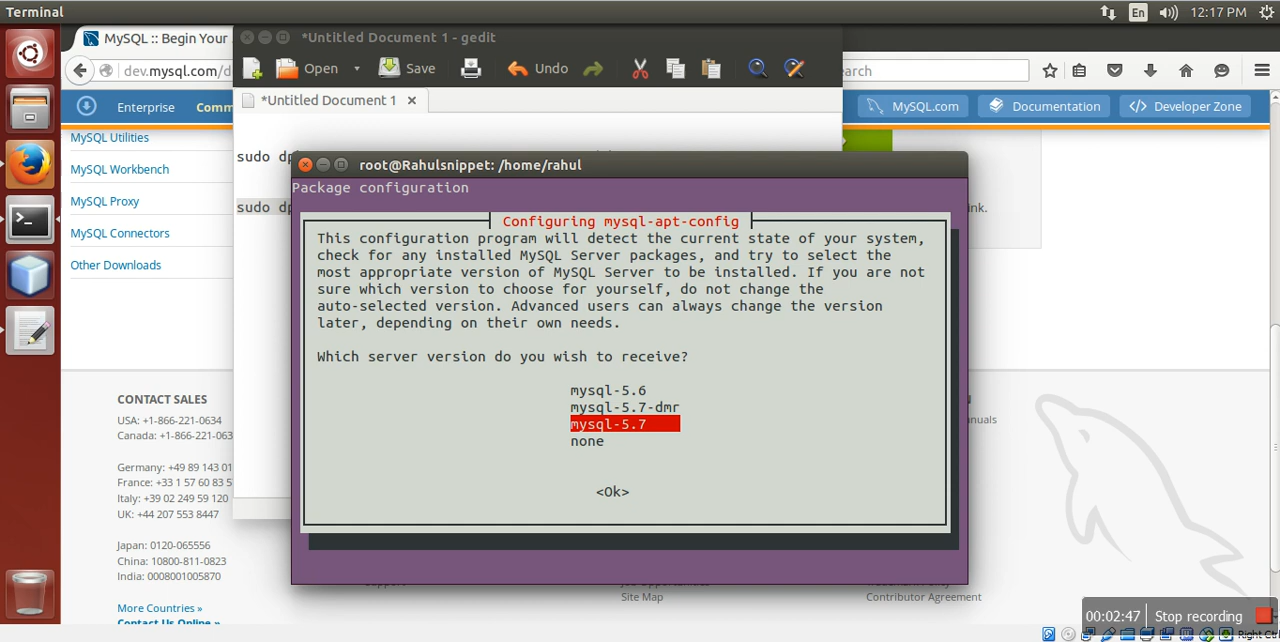 Terminal
En
12:17 PM
MySQL :: Begin Your
*Untitled Document 1 - gedit
dev.mysql.com/d
Open
Save
Undo
earch
*Untitled Document 1
Enterprise
Comm
MySQL.com
Documentation
Developer Zone
MySQL Utilities
MySQL Workbench
MySQL Proxy
MySQL Connectors
Other Downloads
sudo dp
sudo dp
ink.
root@Rahulsnippet: /home/rahul
Package configuration
Configuring mysql-apt-config
This configuration program will detect the current state of your system,
check for any installed MySQL Server packages, and try to select the
most appropriate version of MySQL Server to be installed. If you are not
sure which version to choose for yourself, do not change the
auto-selected version. Advanced users can always change the version
later, depending on their own needs.
Which server version do you wish to receive?
mysql-5.6
mysql-5.7-dmr
mysql-5.7
none
<Ok>
CONTACT SALES
USA: +1-866-221-0634
Canada: +1-866-221-063
Germany: +49 89 143 01
France: +33 1 57 60 83 5
Italy: +39 02 249 59 120
UK: +44 207 553 8447
Japan: 0120-065556
China: 10800-811-0823
India: 0008001005870
More Countries »
Contact Us Online »
anuals
Site Map
Contributor Agreement
00:02:47
Stop recording
Right Ct